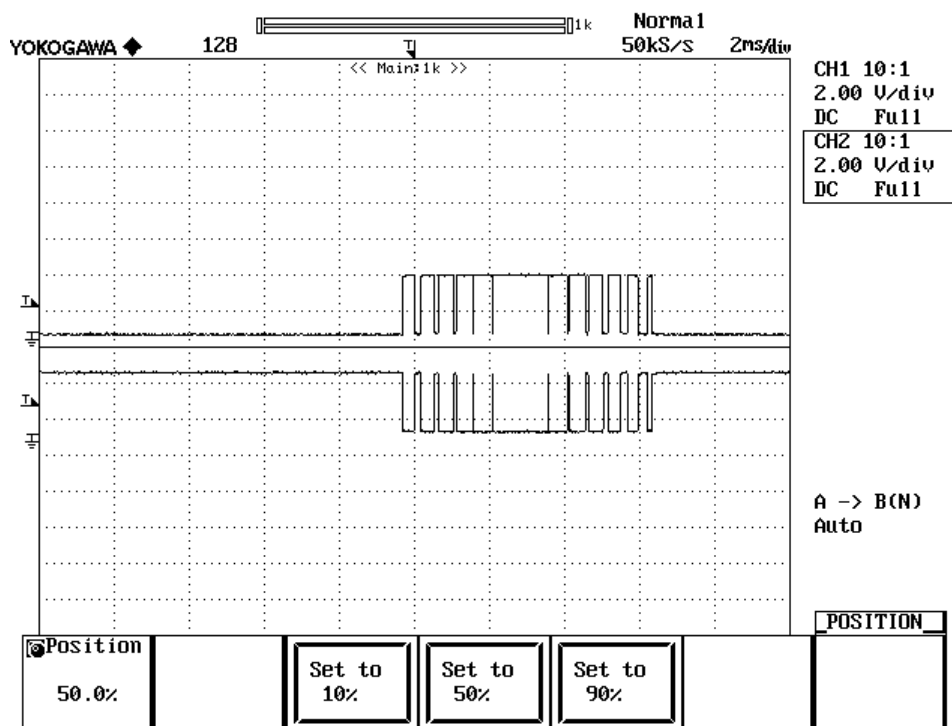 1k
Normal
YOKOGAWA ◆ 128 50kS/s 2ms/div
T
<< Main:1k >>
CH1 10:1
2.00 V/div
DC Full
CH2 10:1
2.00 V/div
DC Full
T
T
A -> B(N)
Auto
POSITION
Position
50.0%
Set to
10%
Set to
50%
Set to
90%